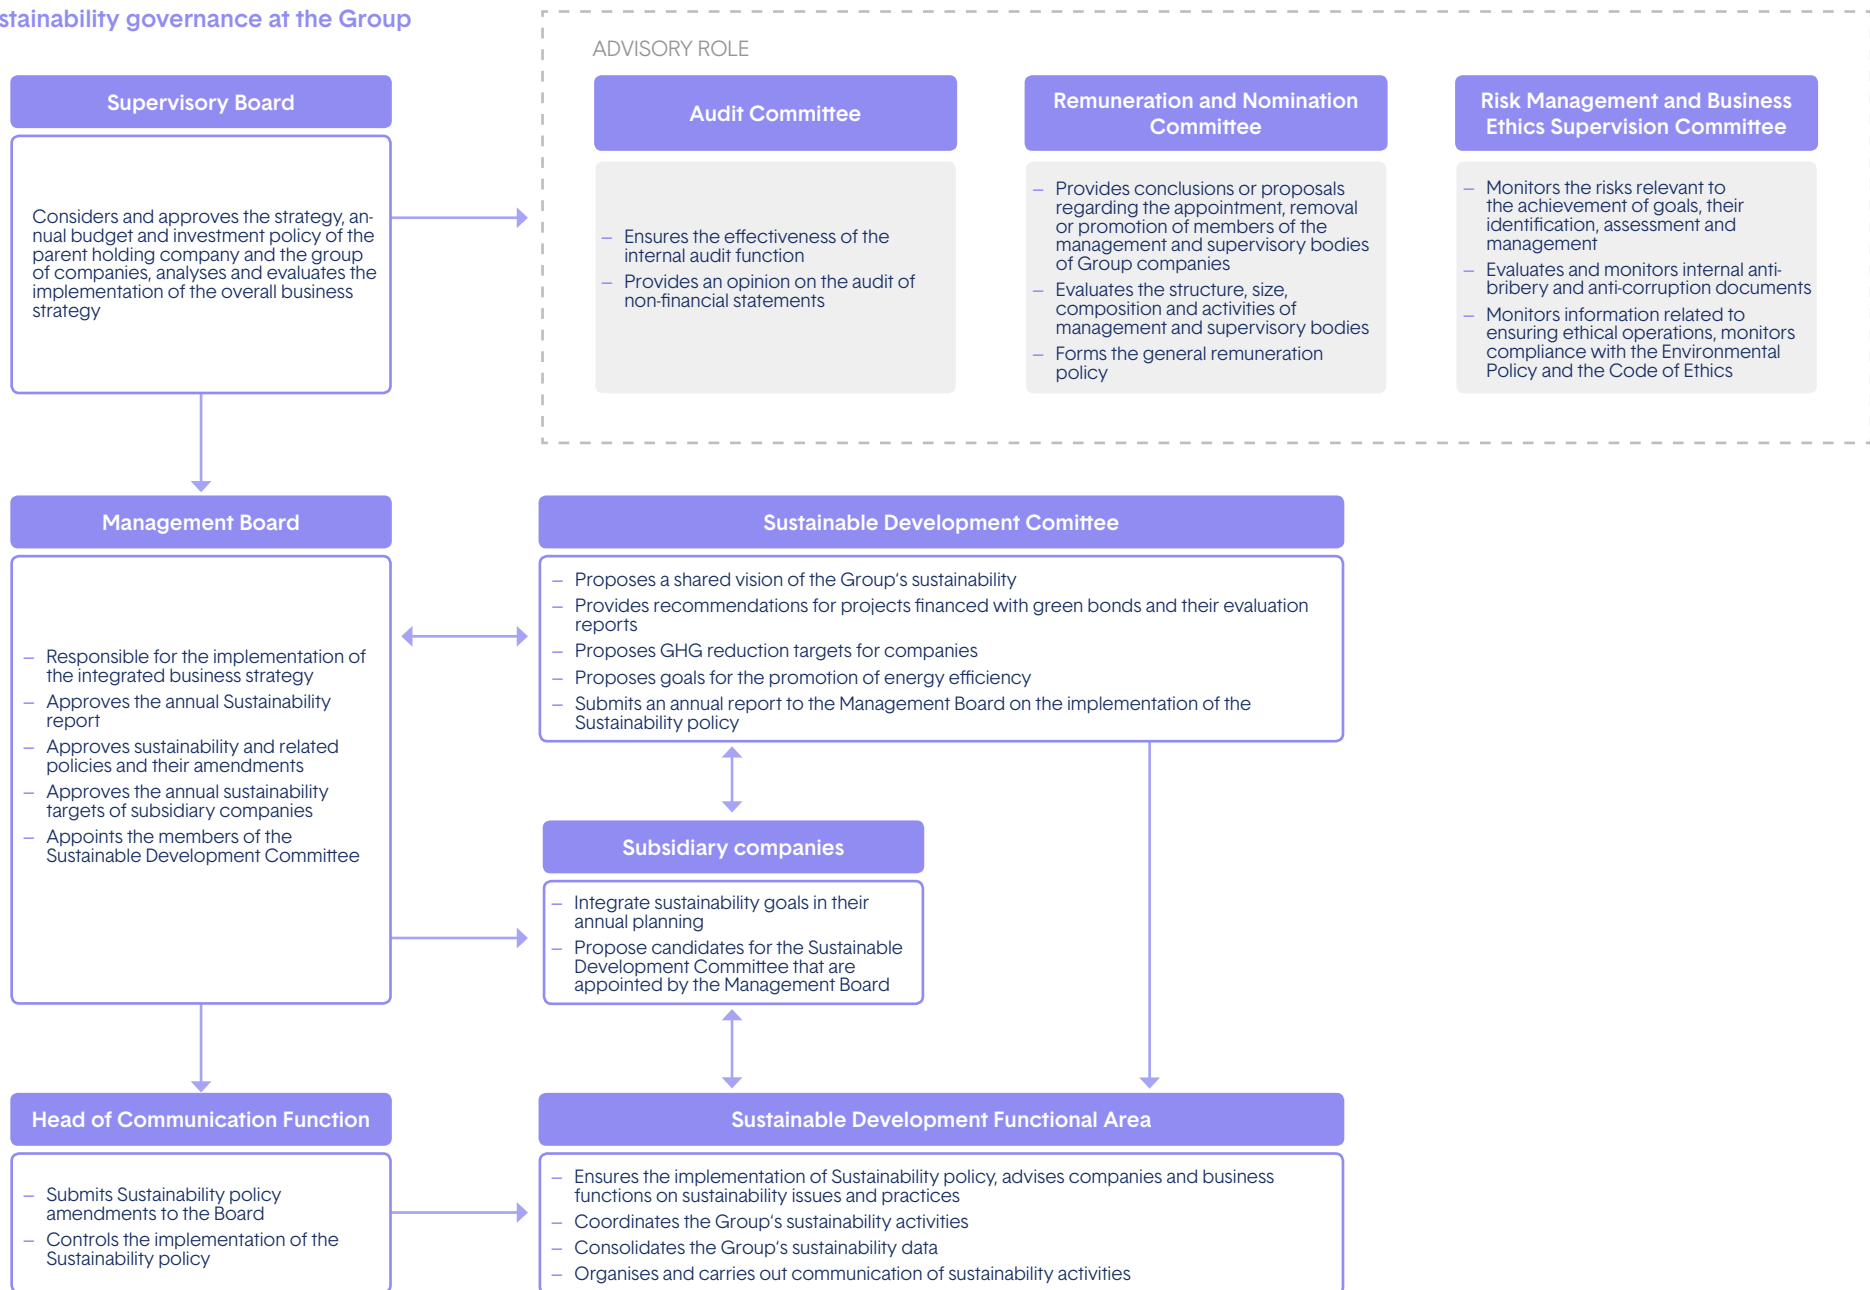 stainability governance at the Group
ADVISORY ROLE
Supervisory Board
Considers and approves the strategy, an-
nual budget and investment policy of the
parent holding company and the group
of companies, analyses and evaluates the
implementation of the overall business
strategy
Audit Committee
– Ensures the effectiveness of the
internal audit function
– Provides an opinion on the audit of
non-financial statements
Remuneration and Nomination
Committee
– Provides conclusions or proposals
regarding the appointment, removal
or promotion of members of the
management and supervisory bodies
of Group companies
– Evaluates the structure, size,
composition and activities of
management and supervisory bodies
– Forms the general remuneration
policy
Risk Management and Business
Ethics Supervision Committee
– Monitors the risks relevant to
the achievement of goals, their
identification, assessment and
management
– Evaluates and monitors internal anti-
bribery and anti-corruption documents
– Monitors information related to
ensuring ethical operations, monitors
compliance with the Environmental
Policy and the Code of Ethics
Management Board
– Responsible for the implementation of
the integrated business strategy
– Approves the annual Sustainability
report
– Approves sustainability and related
policies and their amendments
– Approves the annual sustainability
targets of subsidiary companies
– Appoints the members of the
Sustainable Development Committee
Sustainable Development Comittee
– Proposes a shared vision of the Group‘s sustainability
– Provides recommendations for projects financed with green bonds and their evaluation
reports
– Proposes GHG reduction targets for companies
– Proposes goals for the promotion of energy efficiency
– Submits an annual report to the Management Board on the implementation of the
Sustainability policy
Subsidiary companies
– Integrate sustainability goals in their
annual planning
– Propose candidates for the Sustainable
Development Committee that are
appointed by the Management Board
Head of Communication Function
– Submits Sustainability policy
amendments to the Board
– Controls the implementation of the
Sustainability policy
Sustainable Development Functional Area
– Ensures the implementation of Sustainability policy, advises companies and business
functions on sustainability issues and practices
– Coordinates the Group‘s sustainability activities
– Consolidates the Group‘s sustainability data
– Organises and carries out communication of sustainability activities